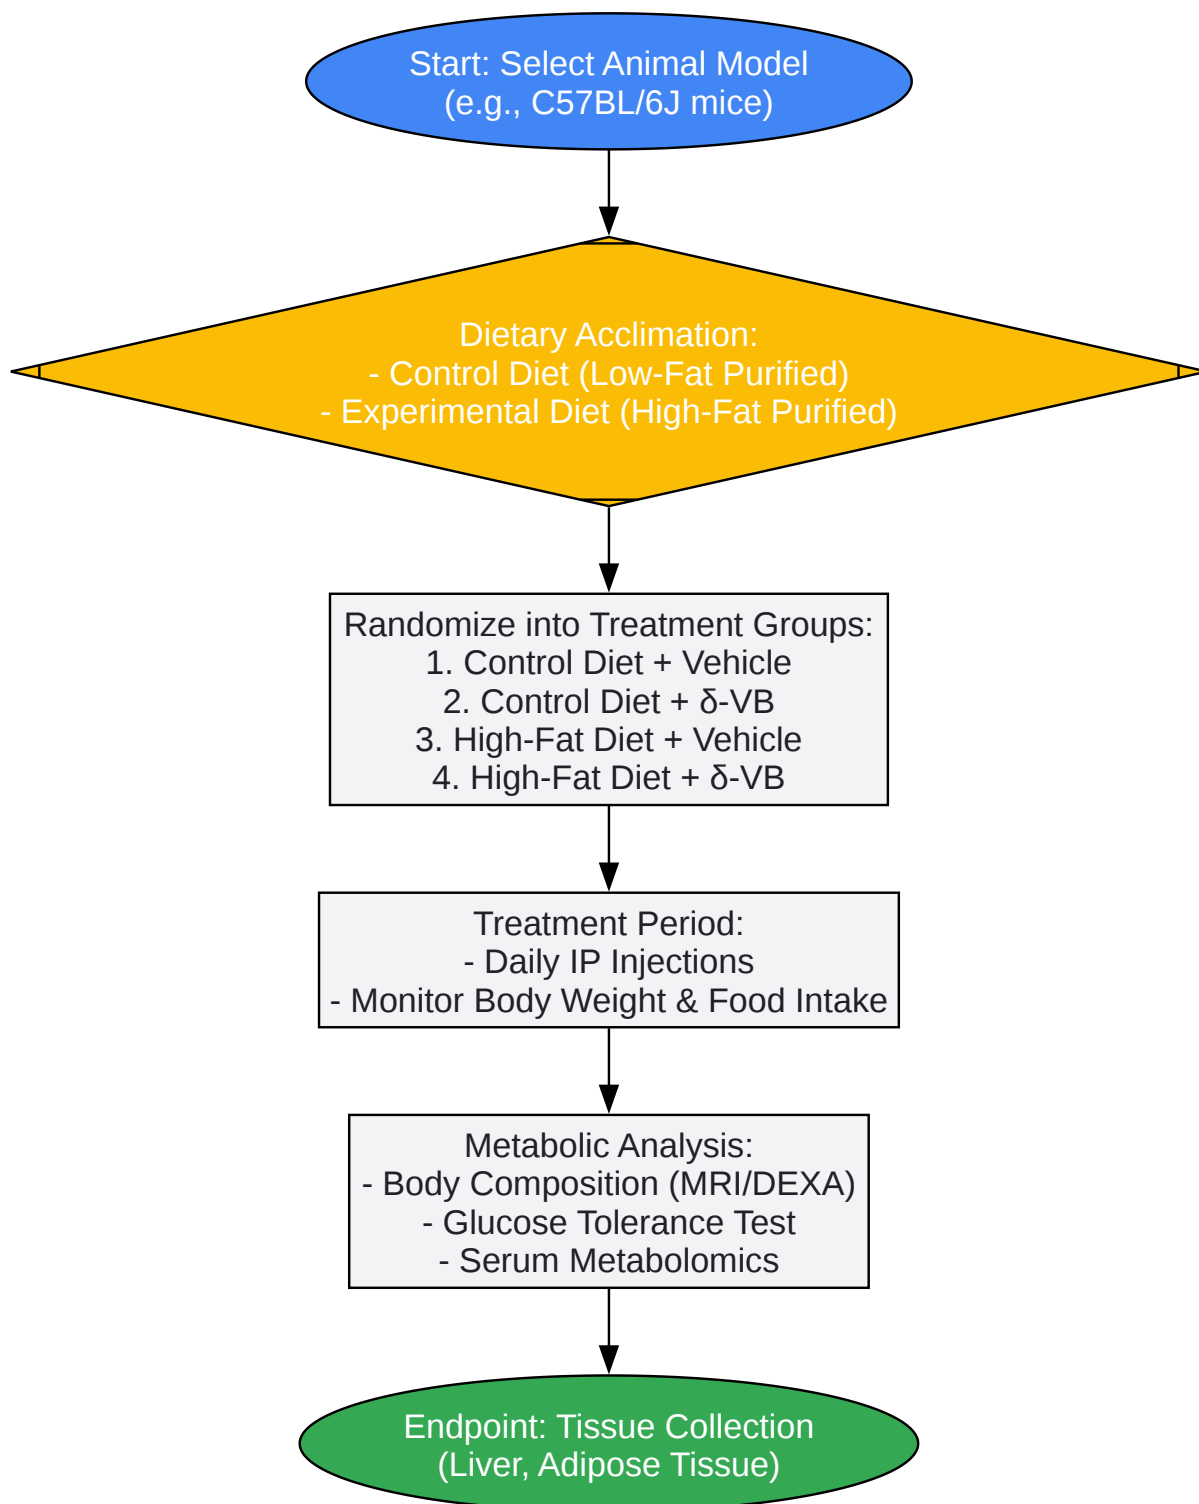 Start: Select Animal Model
(e.g., C57BL/6J mice)
Dietary Acclimation:
- Control Diet (Low-Fat Purified)
- Experimental Diet (High-Fat Purified)
Randomize into Treatment Groups:
1. Control Diet + Vehicle
2. Control Diet + δ-VB
3. High-Fat Diet + Vehicle
4. High-Fat Diet + δ-VB
Treatment Period:
- Daily IP Injections
- Monitor Body Weight & Food Intake
Metabolic Analysis:
- Body Composition (MRI/DEXA)
- Glucose Tolerance Test
- Serum Metabolomics
Endpoint: Tissue Collection
(Liver, Adipose Tissue)